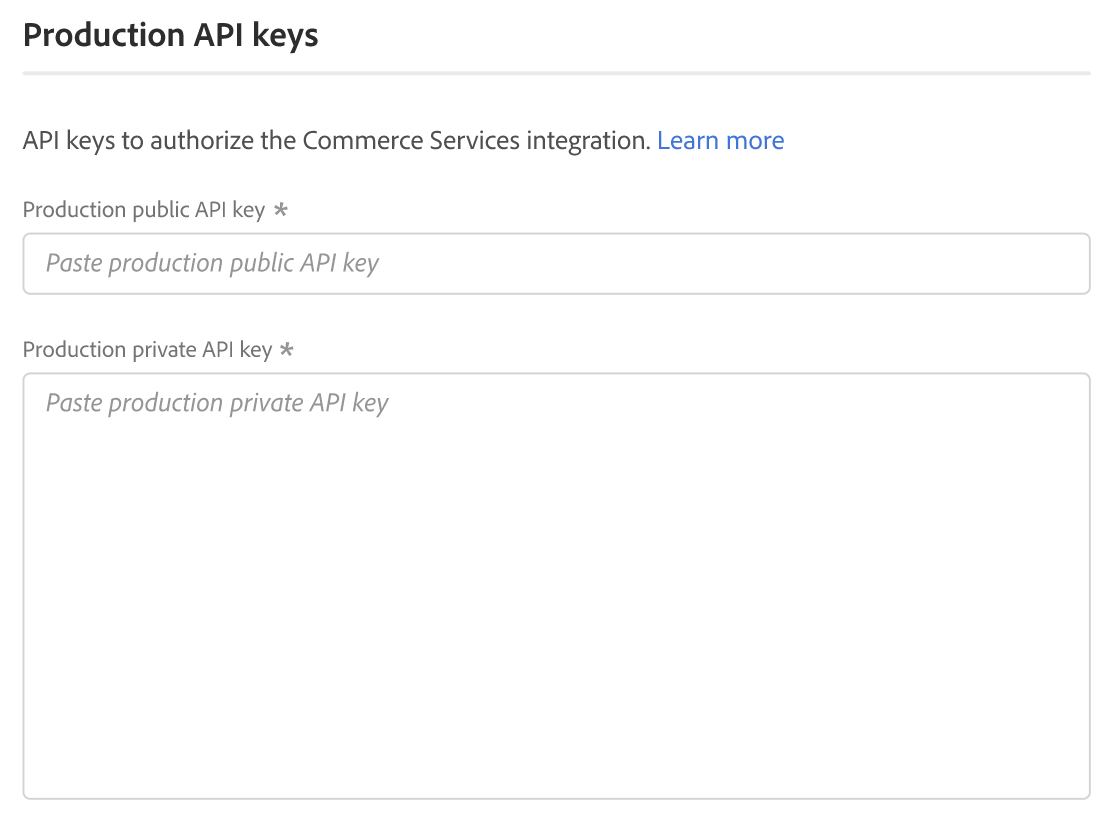 Production API keys
API keys to authorize the Commerce Services integration. Learn more
Production public API key *
Paste production public API key
Production private API key *
Paste production private API key